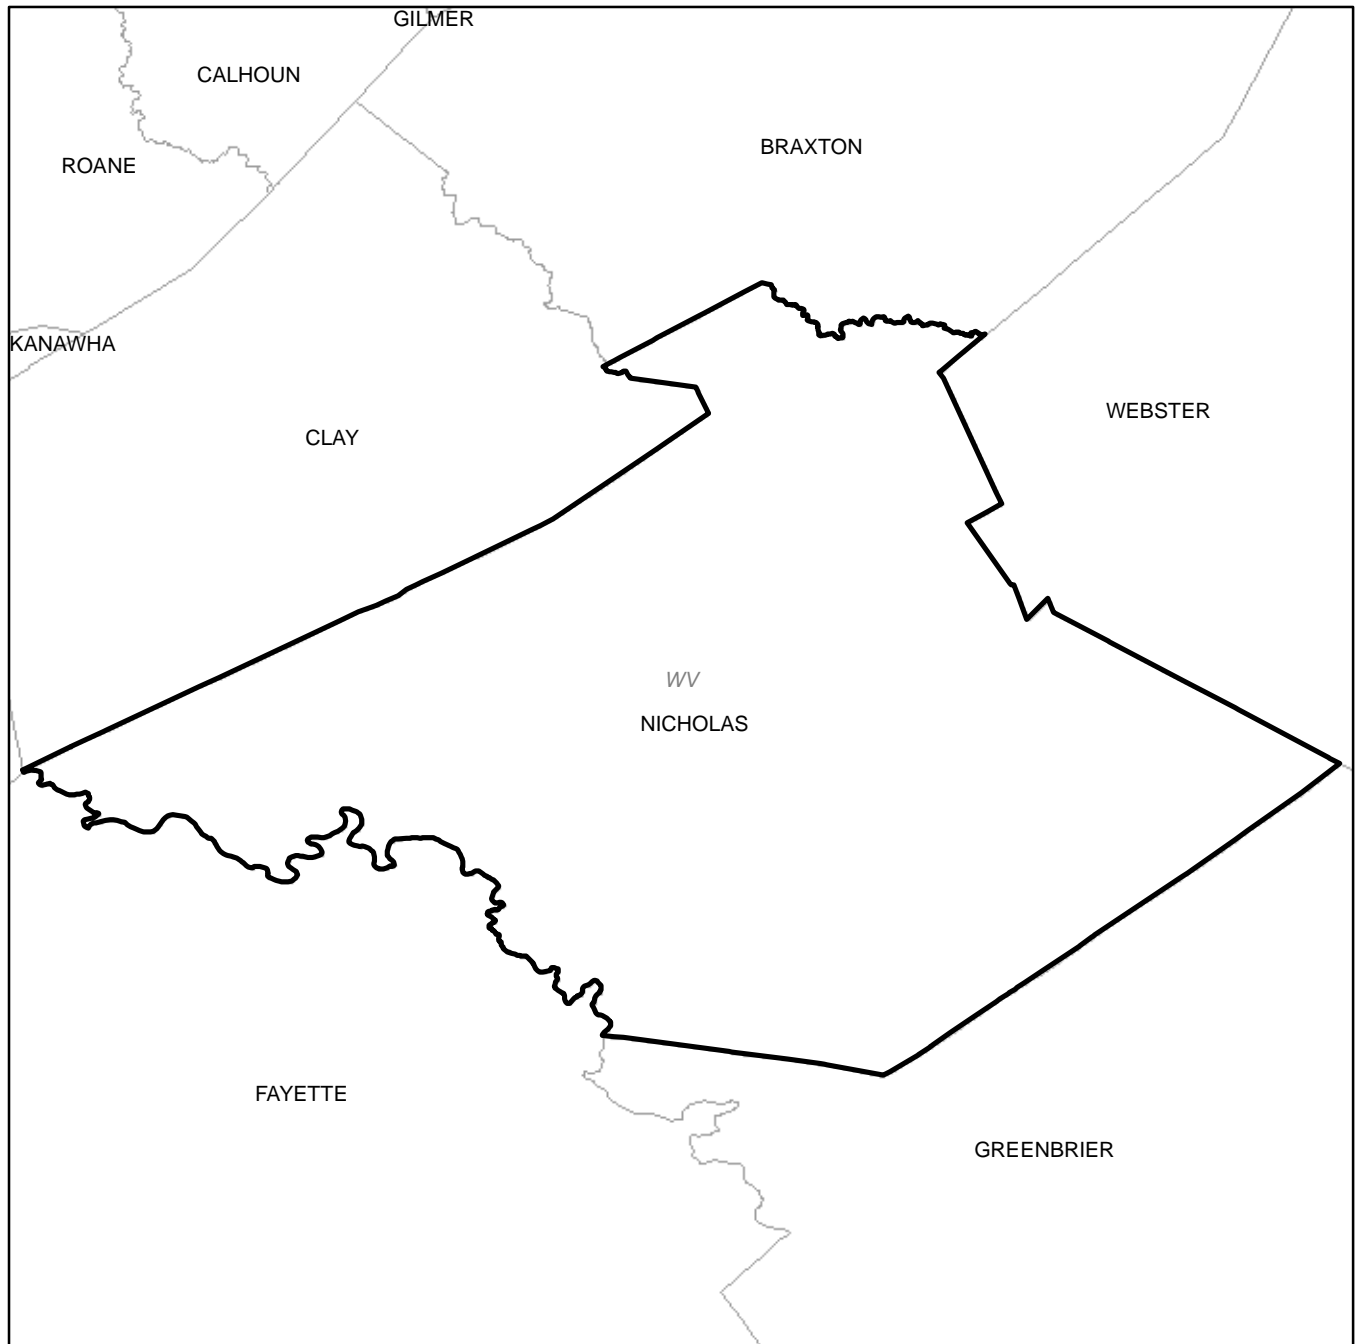 GILMER
CALHOUN
BRAXTON
ROANE
KANAWHA
WEBSTER
CLAY
WV
NICHOLAS
FAYETTE
GREENBRIER